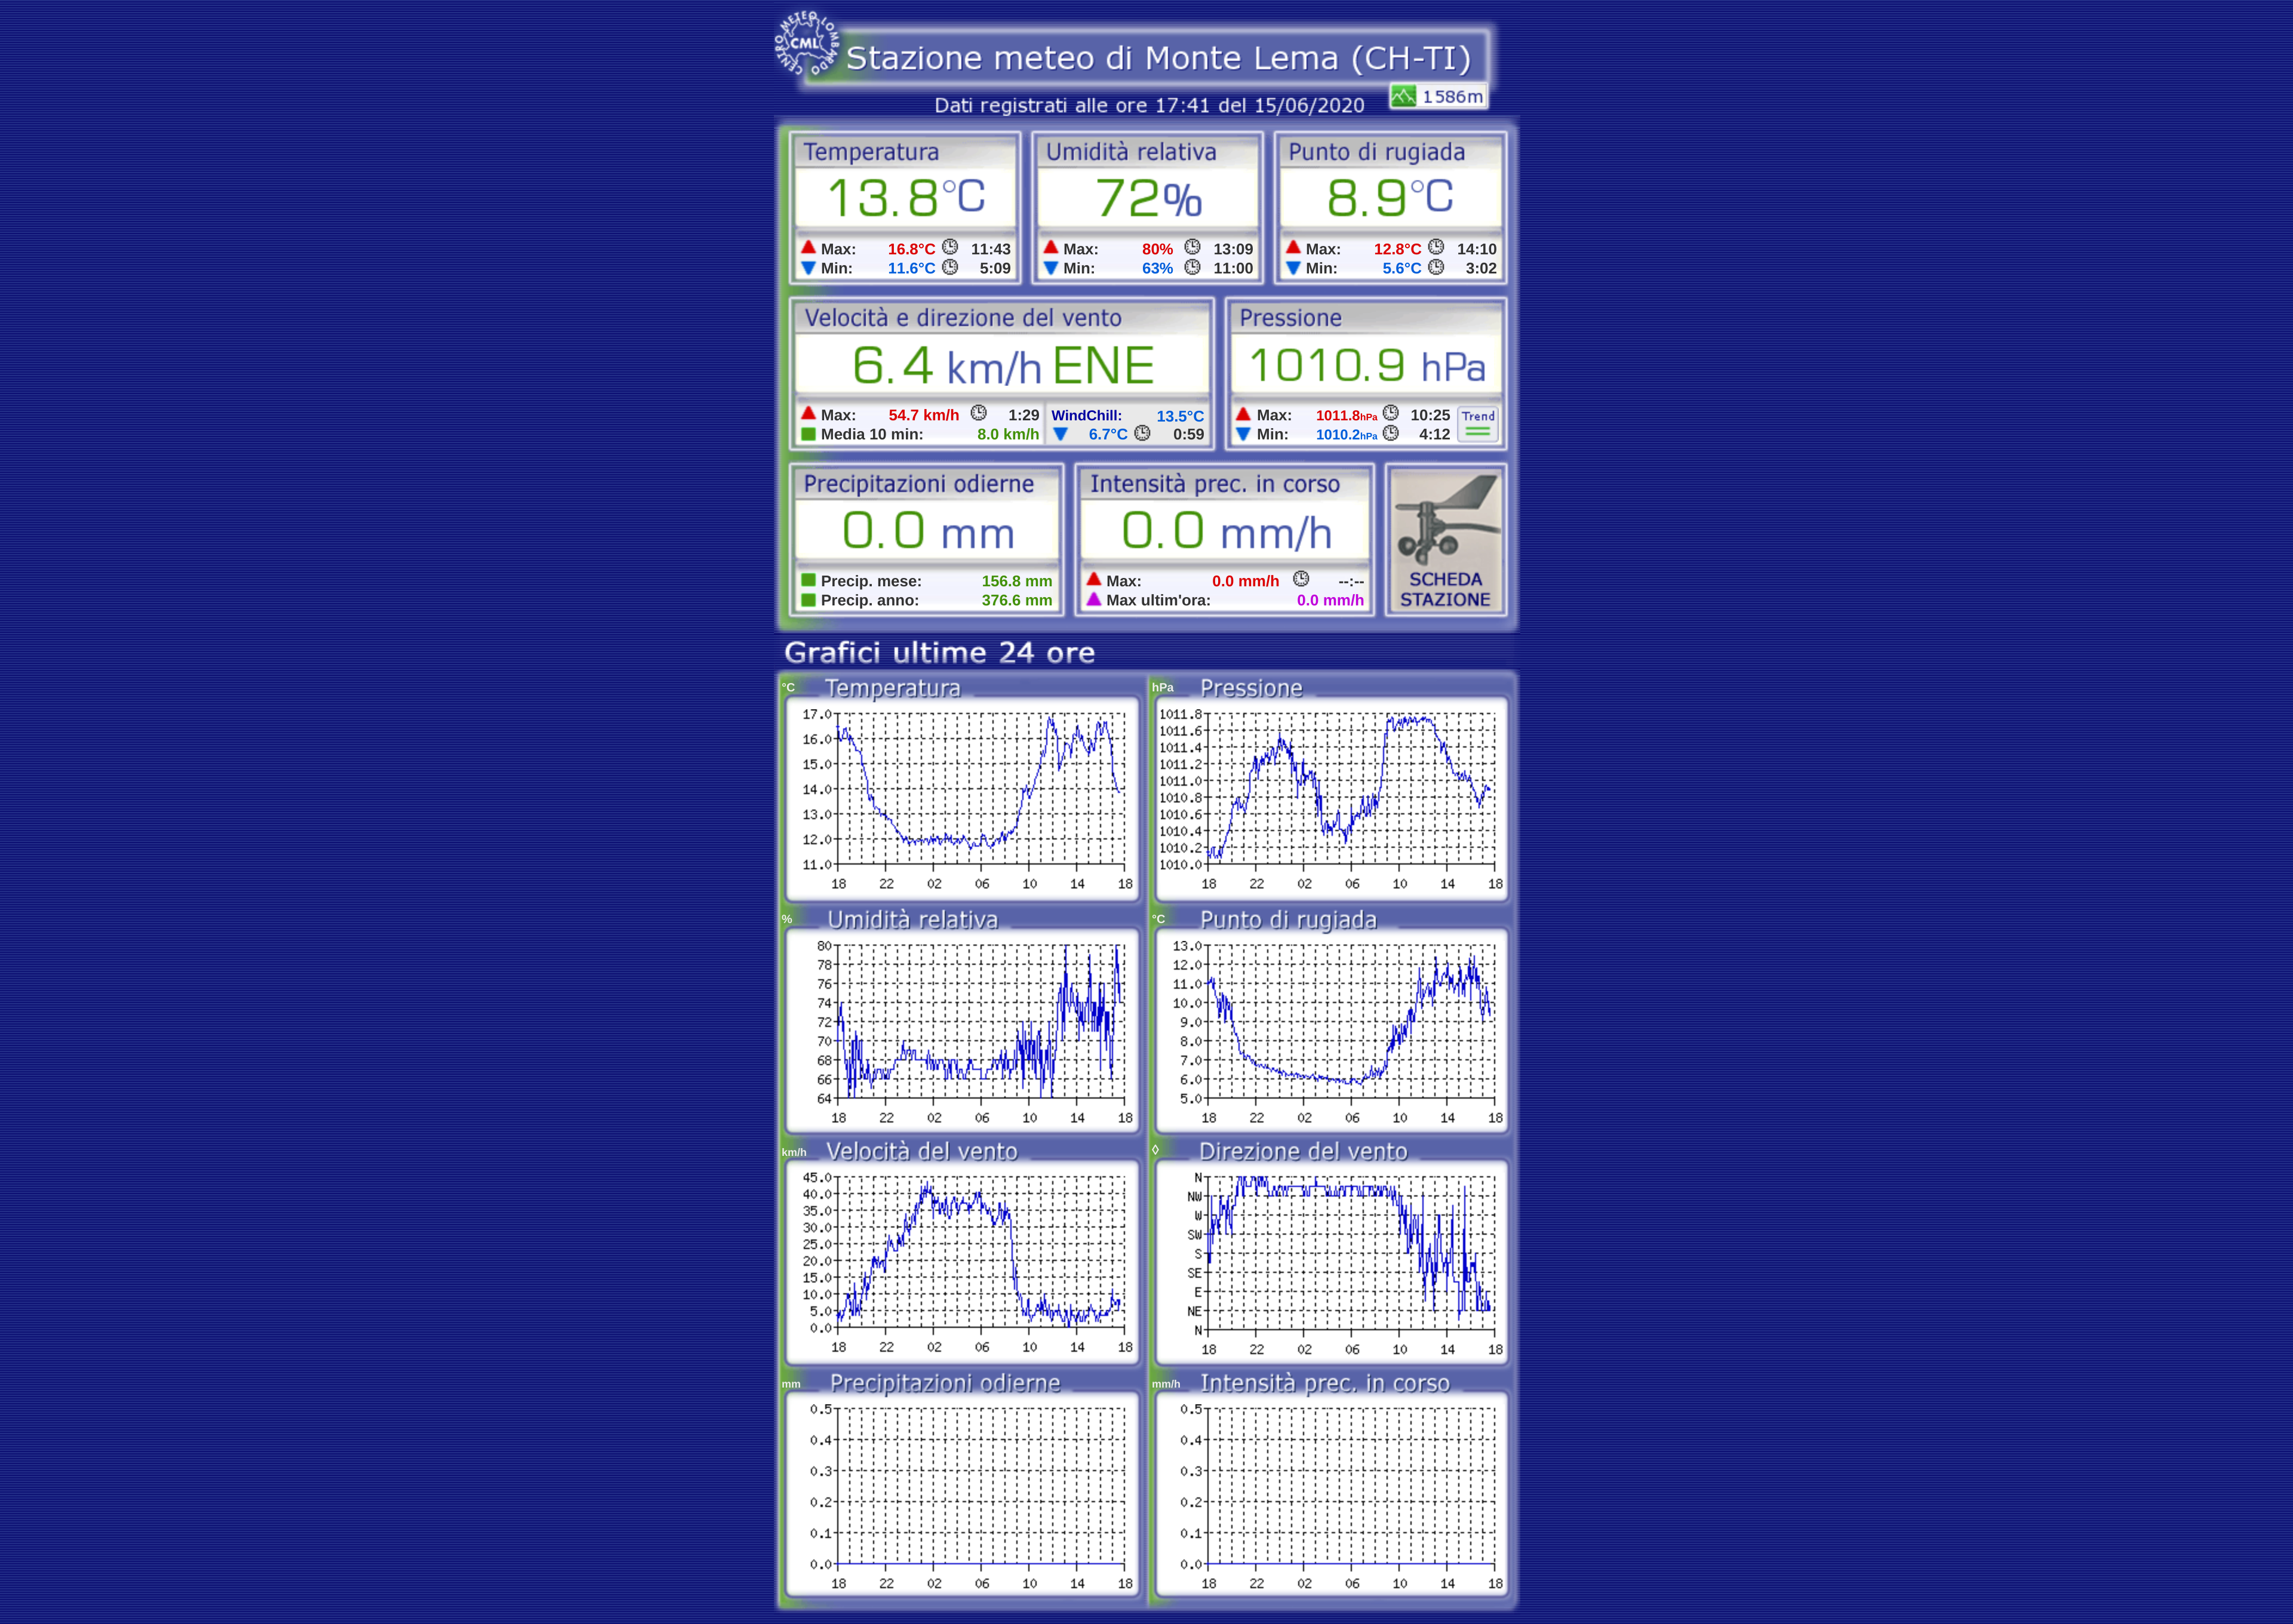 CENTRO METEO LOMBARDO
CML
Stazione meteo di Monte Lema (CH-TI)
Dati registrati alle ore 17:41 del 15/06/2020
1586m
Temperatura
13.8°C
Max: 16.8°C 11:43
Min: 11.6°C 5:09
Umidità relativa
72%
Max: 80% 13:09
Min: 63% 11:00
Punto di rugiada
8.9°C
Max: 12.8°C 14:10
Min: 5.6°C 3:02
Velocità e direzione del vento
6.4 km/h ENE
Max: 54.7 km/h 1:29
Media 10 min: 8.0 km/h
WindChill: 13.5°C
6.7°C 0:59
Pressione
1010.9 hPa
Max: 1011.8hPa 10:25
Min: 1010.2hPa 4:12
Trend
Precipitazioni odierne
0.0 mm
Precip. mese: 156.8 mm
Precip. anno: 376.6 mm
Intensità prec. in corso
0.0 mm/h
Max: 0.0 mm/h --:--
Max ultim'ora: 0.0 mm/h
SCHEDA
STAZIONE
Grafici ultime 24 ore
°C Temperatura
17.0
16.0
15.0
14.0
13.0
12.0
11.0
18 22 02 06 10 14 18
hPa Pressione
1011.8
1011.6
1011.4
1011.2
1011.0
1010.8
1010.6
1010.4
1010.2
1010.0
18 22 02 06 10 14 18
% Umidità relativa
80
78
76
74
72
70
68
66
64
18 22 02 06 10 14 18
°C Punto di rugiada
13.0
12.0
11.0
10.0
9.0
8.0
7.0
6.0
5.0
18 22 02 06 10 14 18
km/h Velocità del vento
45.0
40.0
35.0
30.0
25.0
20.0
15.0
10.0
5.0
0.0
18 22 02 06 10 14 18
◊ Direzione del vento
N
NW
W
SW
S
SE
E
NE
N
18 22 02 06 10 14 18
mm Precipitazioni odierne
0.5
0.4
0.3
0.2
0.1
0.0
18 22 02 06 10 14 18
mm/h Intensità prec. in corso
0.5
0.4
0.3
0.2
0.1
0.0
18 22 02 06 10 14 18